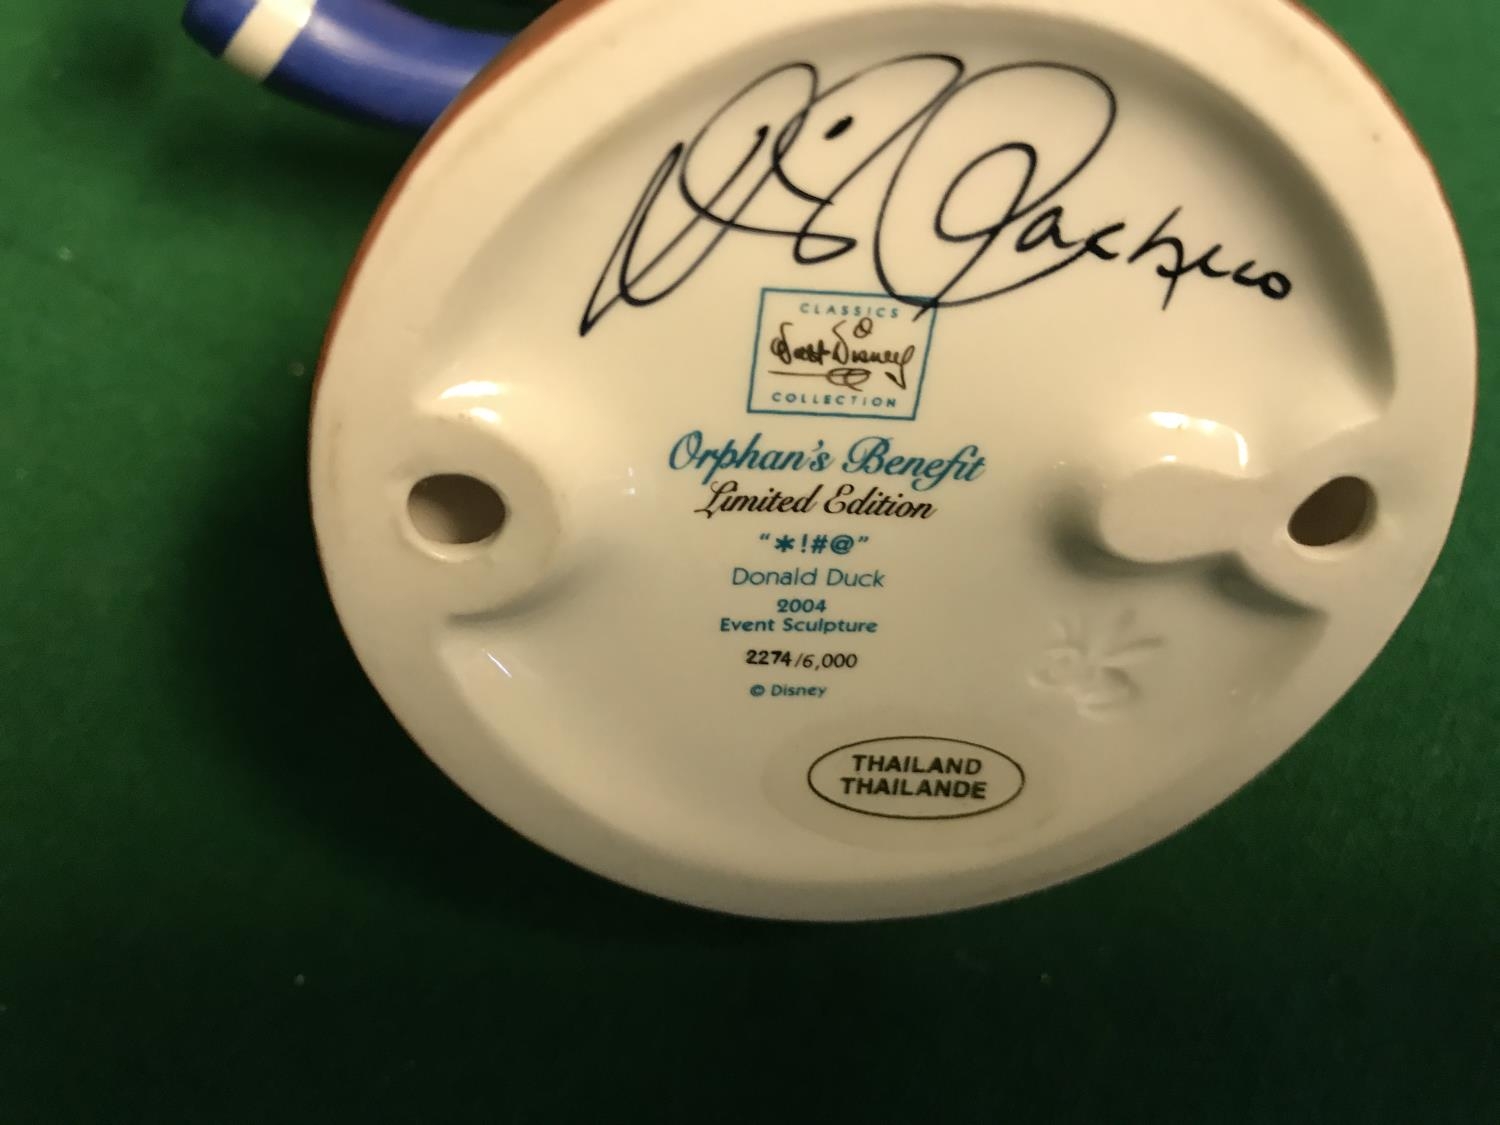 Pacheco
CLASSICS
Walt Disney
COLLECTION
Orphan's Benefit
Limited Edition
"*!#@"
Donald Duck
2004
Event Sculpture
2274/6,000
© Disney
THAILAND
THAILANDE